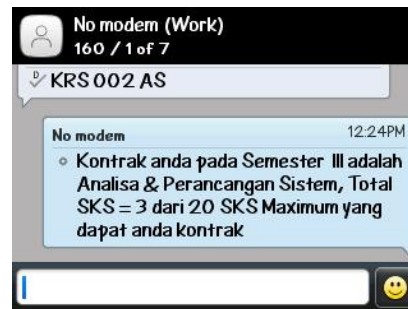 No modem (Work)
160 / 1 of 7
D KRS 002 AS
No modem 12:24PM
Kontrak anda pada Semester III adalah
Analisa & Perancangan Sistem, Total
SKS = 3 dari 20 SKS Maximum yang
dapat anda kontrak